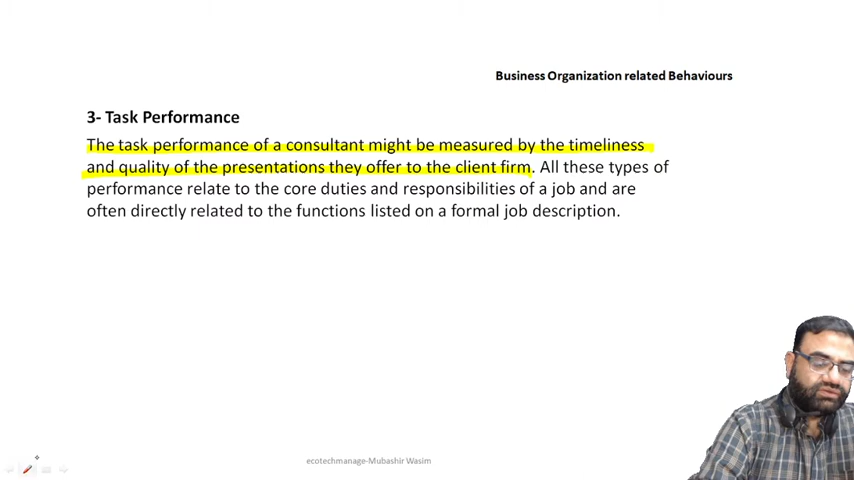 Business Organization related Behaviours
3- Task Performance
The task performance of a consultant might be measured by the timeliness
and quality of the presentations they offer to the client firm. All these types of
performance relate to the core duties and responsibilities of a job and are
often directly related to the functions listed on a formal job description.
ecotechmanage-Mubashir Wasim